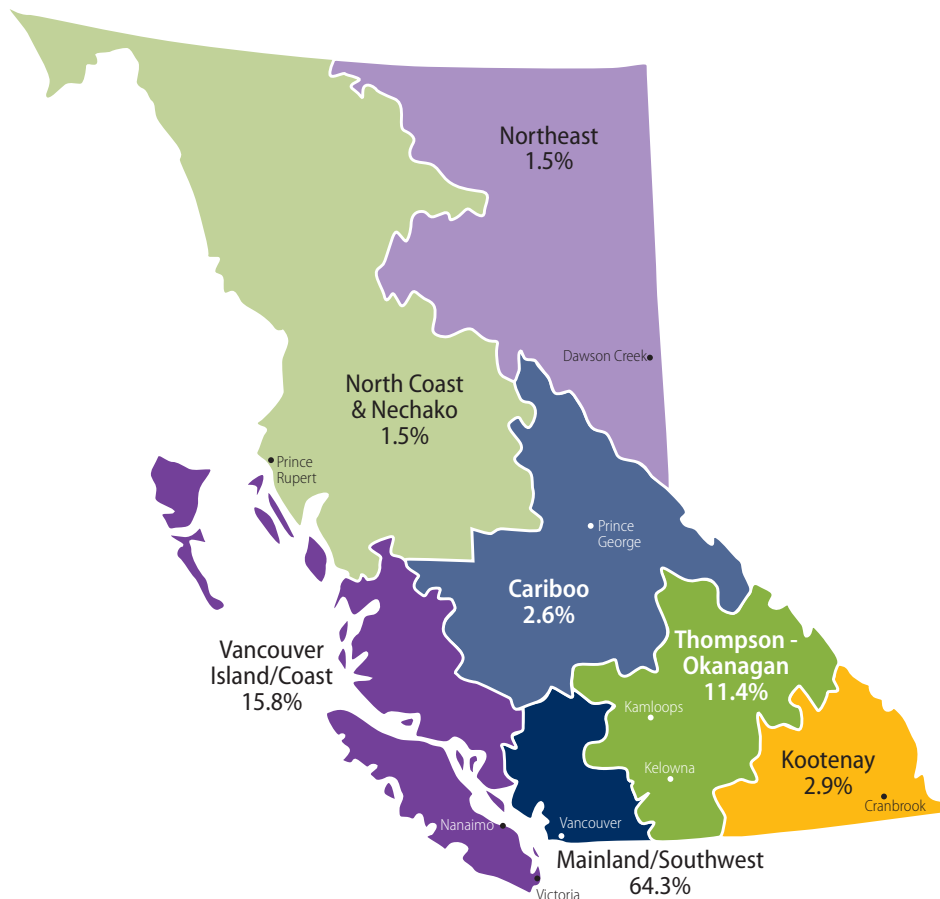 Northeast
1.5%
Dawson Creek
North Coast
& Nechako
1.5%
Prince
Rupert
Prince
George
Cariboo
2.6%
Vancouver
Island/Coast
15.8%
Thompson -
Okanagan
11.4%
Kamloops
Kelowna
Kootenay
2.9%
Cranbrook
Nanaimo
Vancouver
Mainland/Southwest
64.3%
Victoria